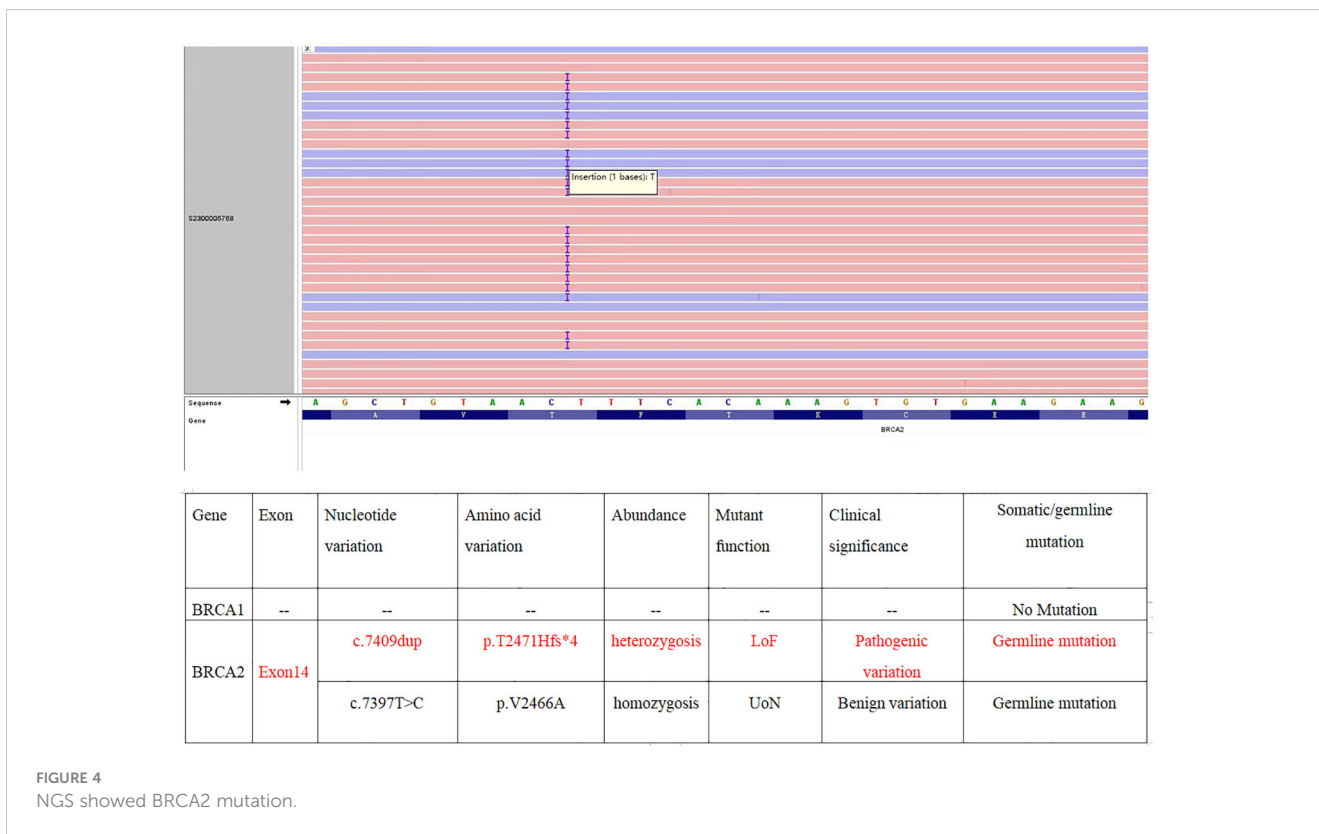 Insertion (1 bases): T
S2300005768
Sequence
A G C T G T A A C T T T C A C A A A G T G T G A A G A A G
Gene
A V T F T K C E E
BRCA2
Gene Exon Nucleotide variation Amino acid variation Abundance Mutant function Clinical significance Somatic/germline mutation
BRCA1 -- -- -- -- -- -- No Mutation
BRCA2 Exon14 c.7409dup p.T2471Hfs*4 heterozygosis LoF Pathogenic variation Germline mutation
c.7397T>C p.V2466A homozygosis UoN Benign variation Germline mutation
FIGURE 4
NGS showed BRCA2 mutation.